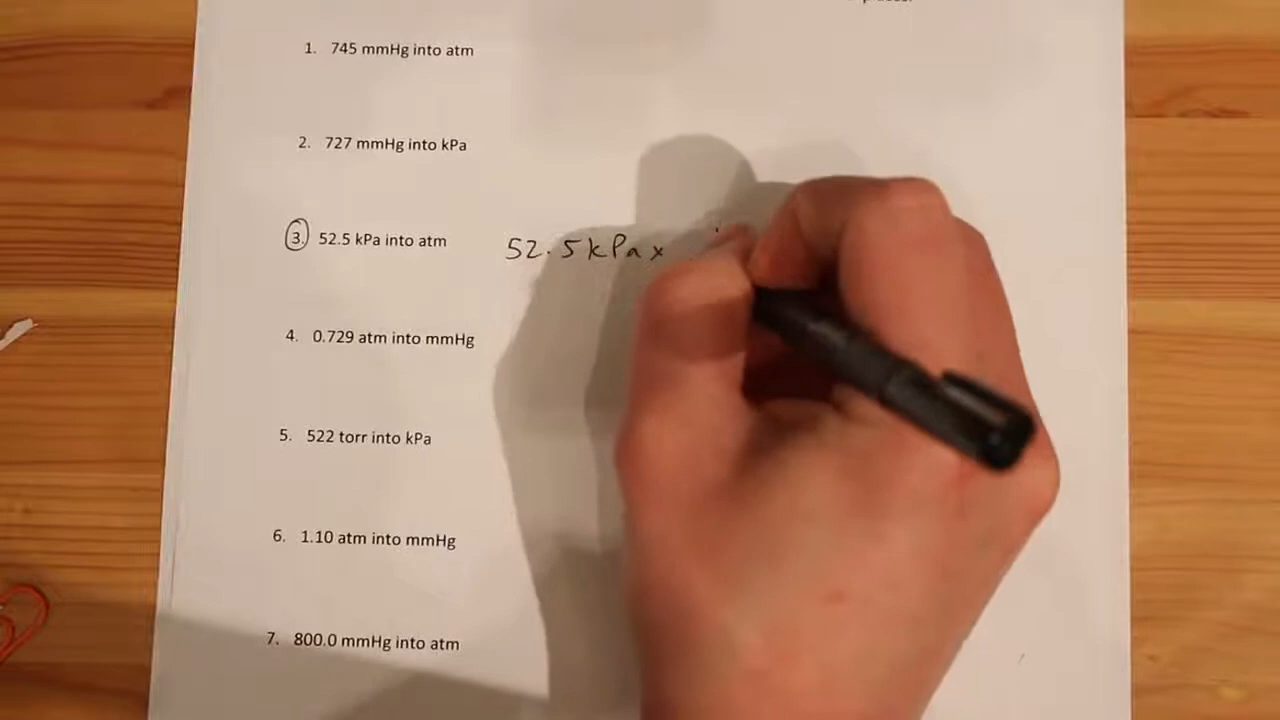 1. 745 mmHg into atm
2. 727 mmHg into kPa
3. 52.5 kPa into atm 52.5 kPa x
4. 0.729 atm into mmHg
5. 522 torr into kPa
6. 1.10 atm into mmHg
7. 800.0 mmHg into atm